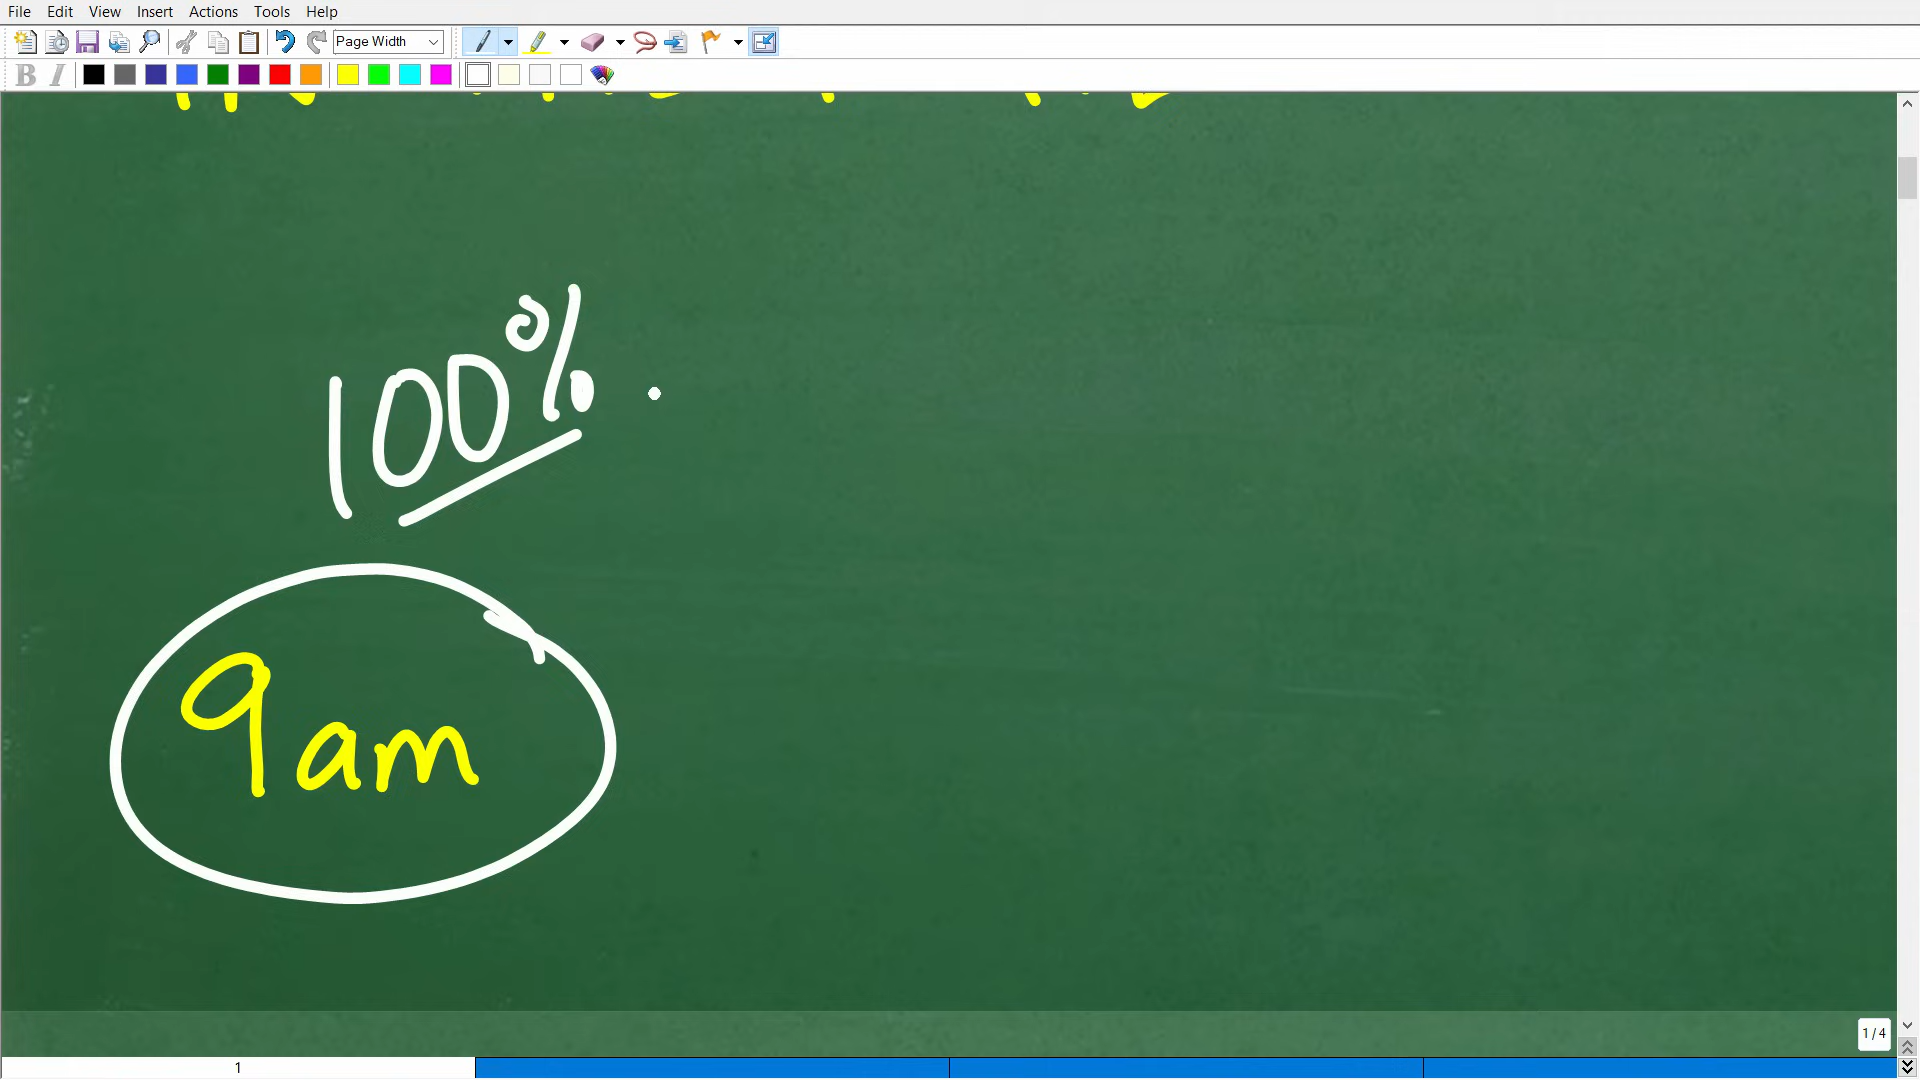 File Edit View Insert Actions Tools Help
Page Width
B I
100%
9am
1 / 4
1